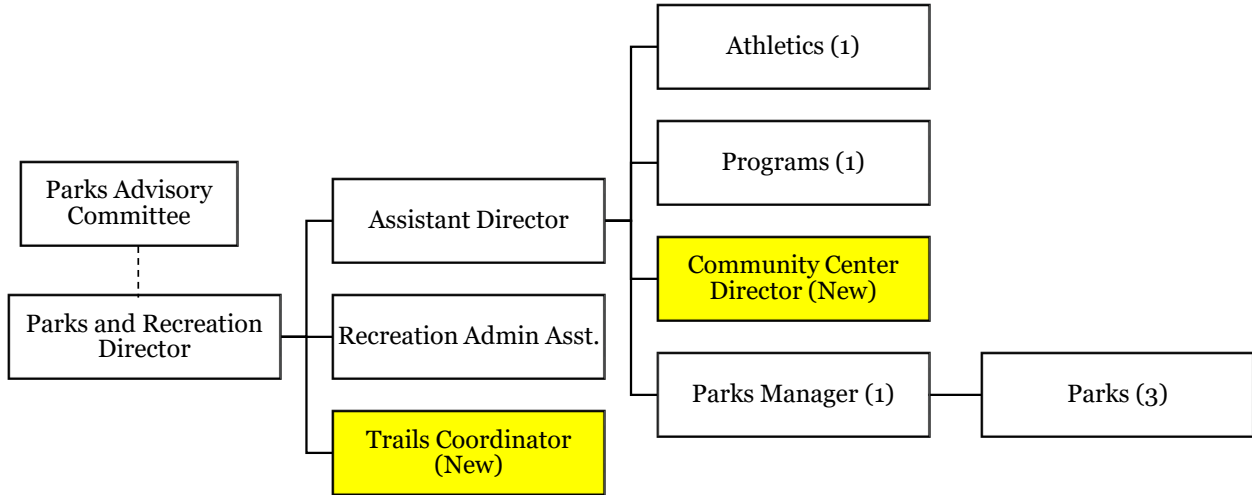 Parks Advisory
Committee
Parks and Recreation
Director
Assistant Director
Recreation Admin Asst.
Trails Coordinator
(New)
Athletics (1)
Programs (1)
Community Center
Director (New)
Parks Manager (1)
Parks (3)